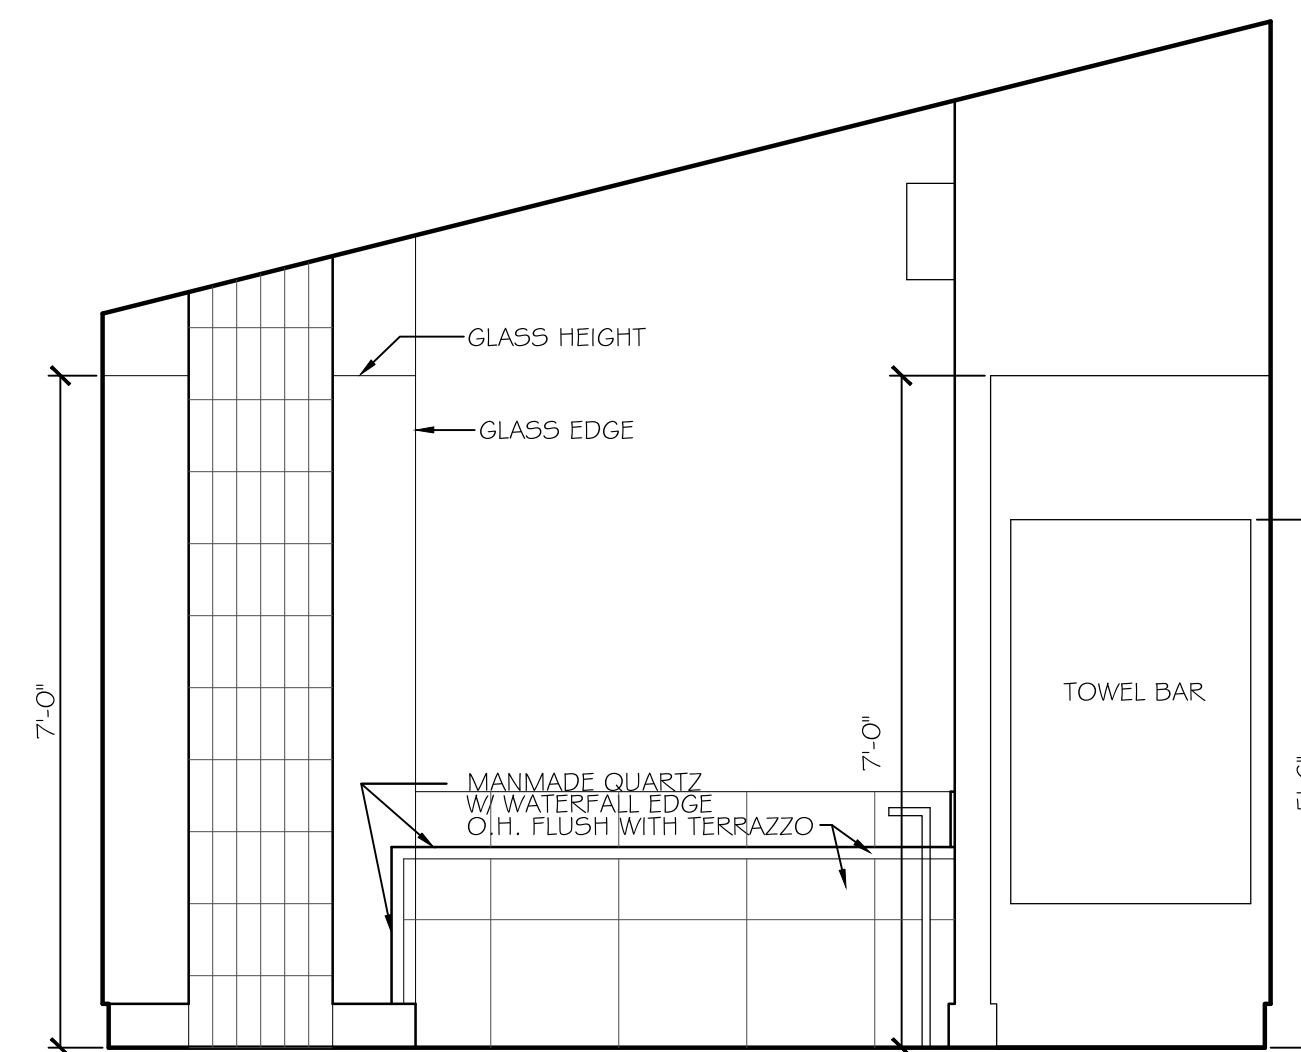 GLASS HEIGHT
GLASS EDGE
7'-0"
7'-0"
TOWEL BAR
MANMADE QUARTZ
W/ WATERFALL EDGE
O.H. FLUSH WITH TERRAZZO